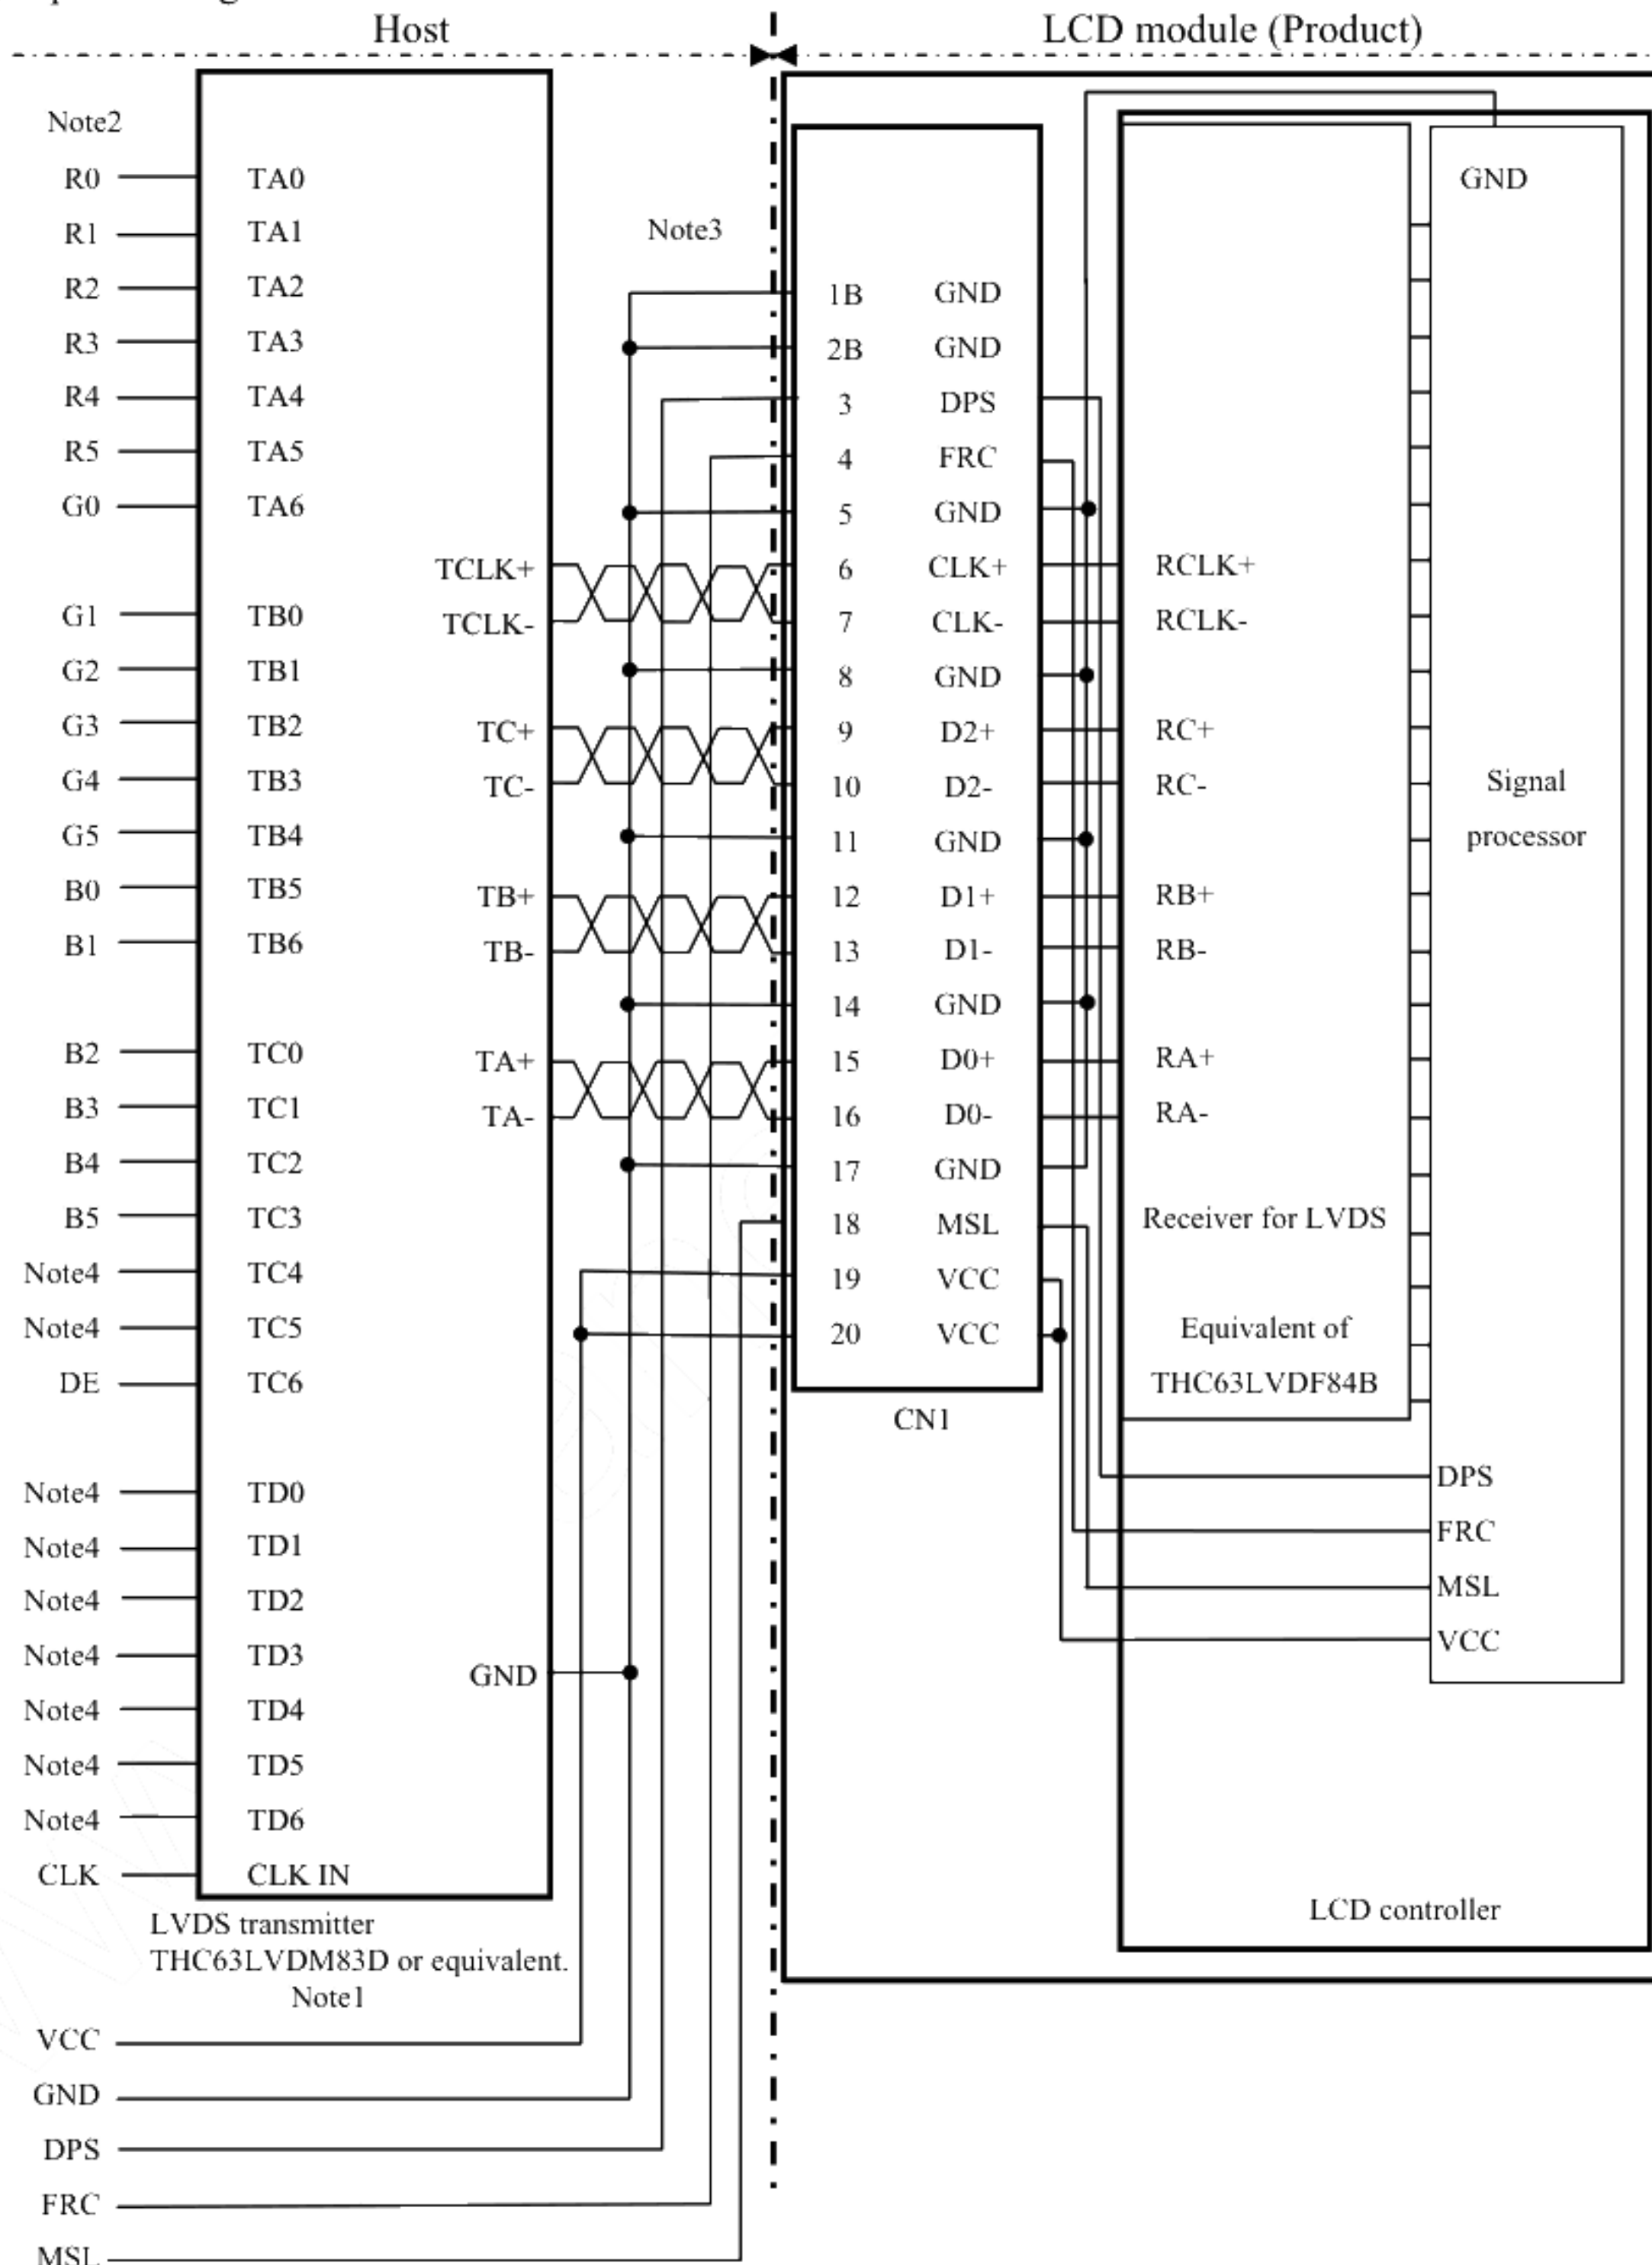 Host LCD module (Product)
Note2
R0 TA0 GND
R1 TA1 Note3
R2 TA2 1B GND
R3 TA3 2B GND
R4 TA4 3 DPS
R5 TA5 4 FRC
G0 TA6 5 GND
TCLK+ 6 CLK+ RCLK+
G1 TB0 TCLK- 7 CLK- RCLK-
G2 TB1 8 GND
G3 TB2 TC+ 9 D2+ RC+
G4 TB3 TC- 10 D2- RC- Signal
G5 TB4 11 GND processor
B0 TB5 TB+ 12 D1+ RB+
B1 TB6 TB- 13 D1- RB-
14 GND
B2 TC0 TA+ 15 D0+ RA+
B3 TC1 TA- 16 D0- RA-
B4 TC2 17 GND
B5 TC3 18 MSL Receiver for LVDS
Note4 TC4 19 VCC
Note4 TC5 20 VCC Equivalent of
DE TC6 THC63LVDF84B
CN1
Note4 TD0 DPS
Note4 TD1 FRC
Note4 TD2 MSL
Note4 TD3 GND VCC
Note4 TD4
Note4 TD5
Note4 TD6
CLK CLK IN
LCD controller
LVDS transmitter
THC63LVDM83D or equivalent.
Note1
VCC
GND
DPS
FRC
MSL